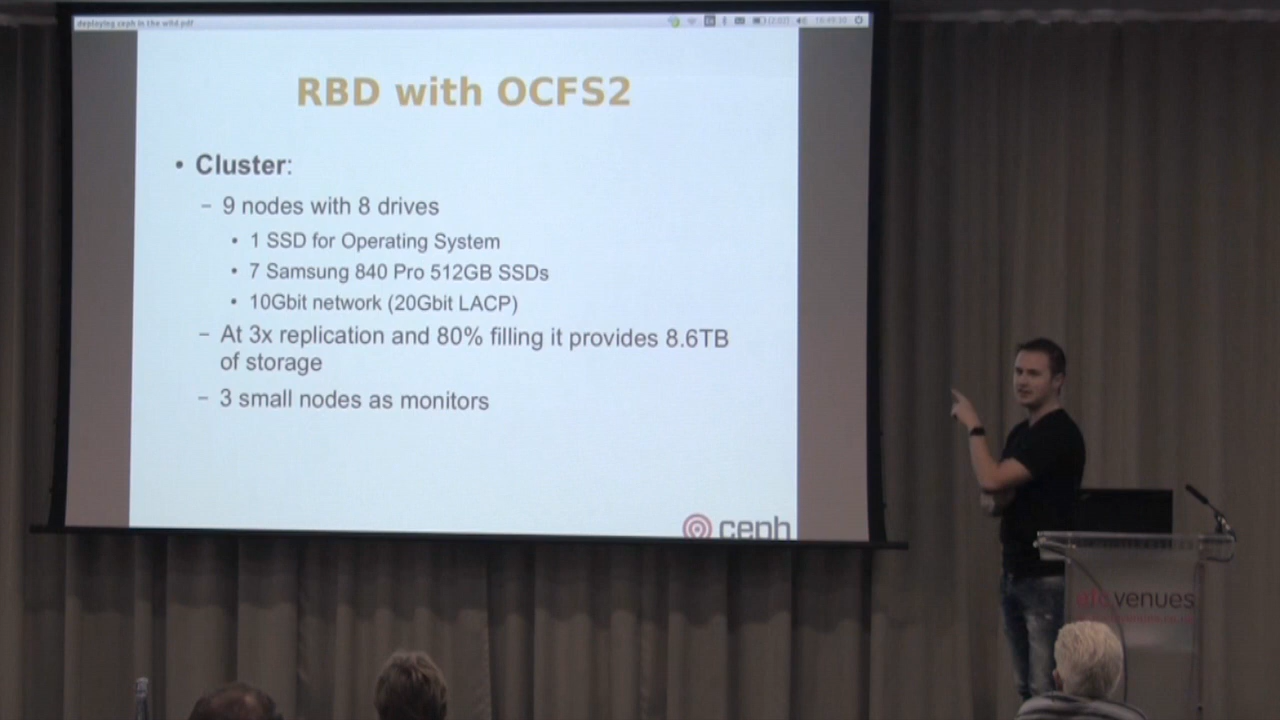 deploying ceph in the wild.pdf
RBD with OCFS2
• Cluster:
– 9 nodes with 8 drives
• 1 SSD for Operating System
• 7 Samsung 840 Pro 512GB SSDs
• 10Gbit network (20Gbit LACP)
– At 3x replication and 80% filling it provides 8.6TB
of storage
– 3 small nodes as monitors
ceph
venues